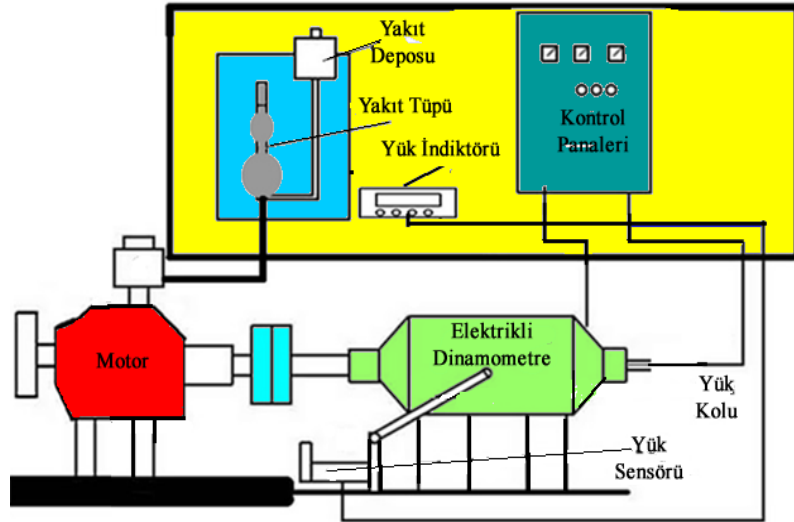 Yakıt
Deposu
Yakıt Tüpü
Yük İndiktörü
Kontrol
Panaleri
Motor
Elektrikli
Dinamometre
Yük
Kolu
Yük
Sensörü